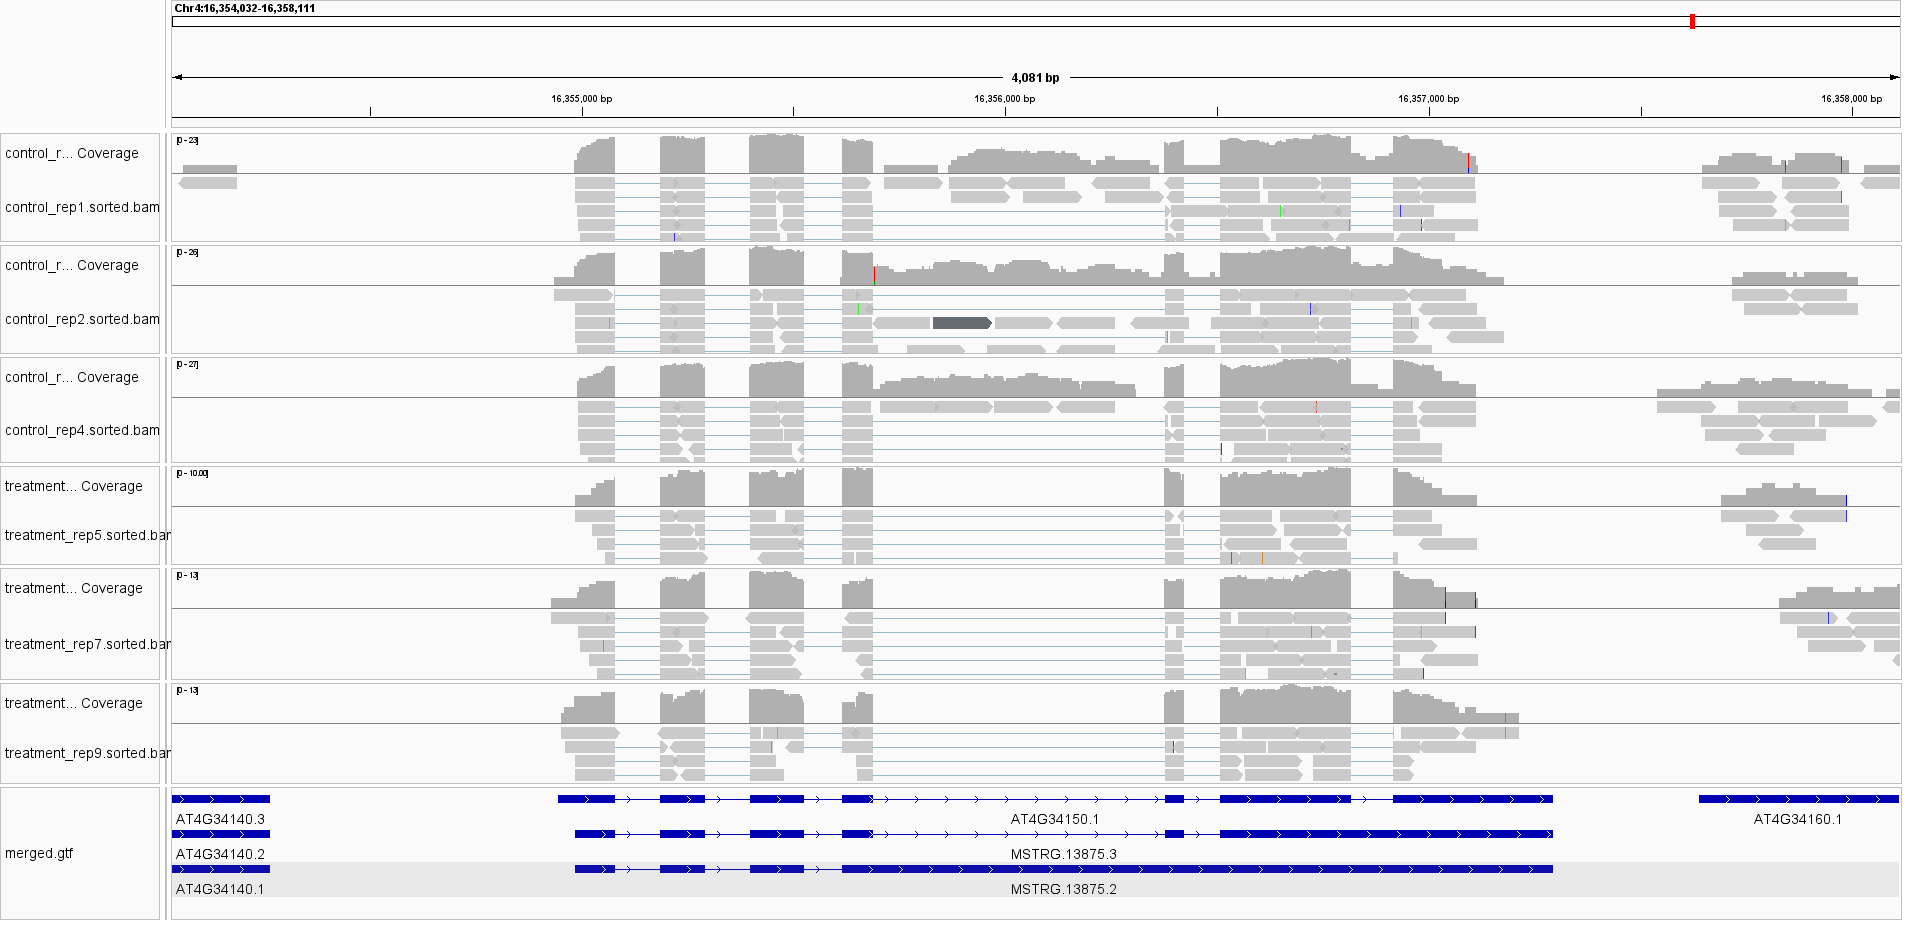 Chr4:16,354,032-16,358,111
4,081 bp
16,355,000 bp 16,356,000 bp 16,357,000 bp 16,358,000 bp
[0 - 23]
control_r... Coverage
control_rep1.sorted.bam
[0 - 26]
control_r... Coverage
control_rep2.sorted.bam
[0 - 27]
control_r... Coverage
control_rep4.sorted.bam
[0 - 10.00]
treatment... Coverage
treatment_rep5.sorted.bar
[0 - 13]
treatment... Coverage
treatment_rep7.sorted.bar
[0 - 13]
treatment... Coverage
treatment_rep9.sorted.bar
AT4G34140.3 AT4G34150.1 AT4G34160.1
merged.gtf
AT4G34140.2 MSTRG.13875.3
AT4G34140.1 MSTRG.13875.2